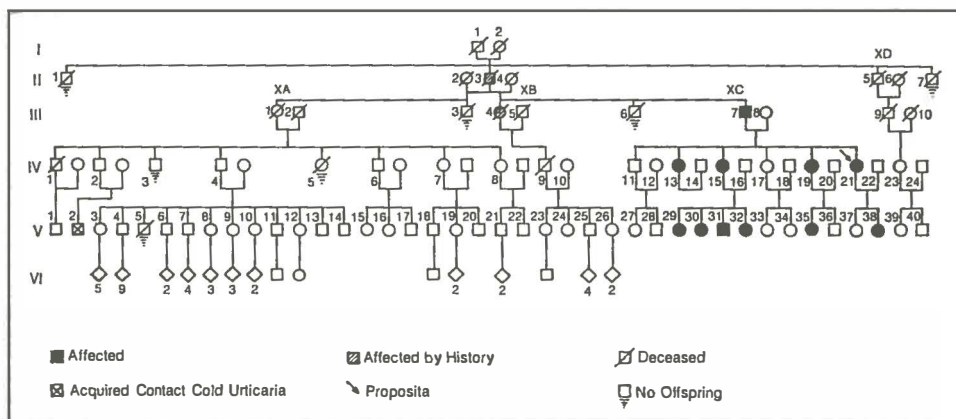 I 1 2
XD
II 1 2 3 4 5 6 7
XA XB XC
III 1 2 3 4 5 6 7 8 9 10
IV 1 2 3 4 5 6 7 8 9 10 11 12 13 14 15 16 17 18 19 20 21 22 23 24
V 1 2 3 4 5 6 7 8 9 10 11 12 13 14 15 16 17 18 19 20 21 22 23 24 25 26 27 28 29 30 31 32 33 34 35 36 37 38 39 40
VI
5 9 2 4 3 3 2 2 2 4 2
Affected Affected by History Deceased
Acquired Contact Cold Urticaria Proposita No Offspring